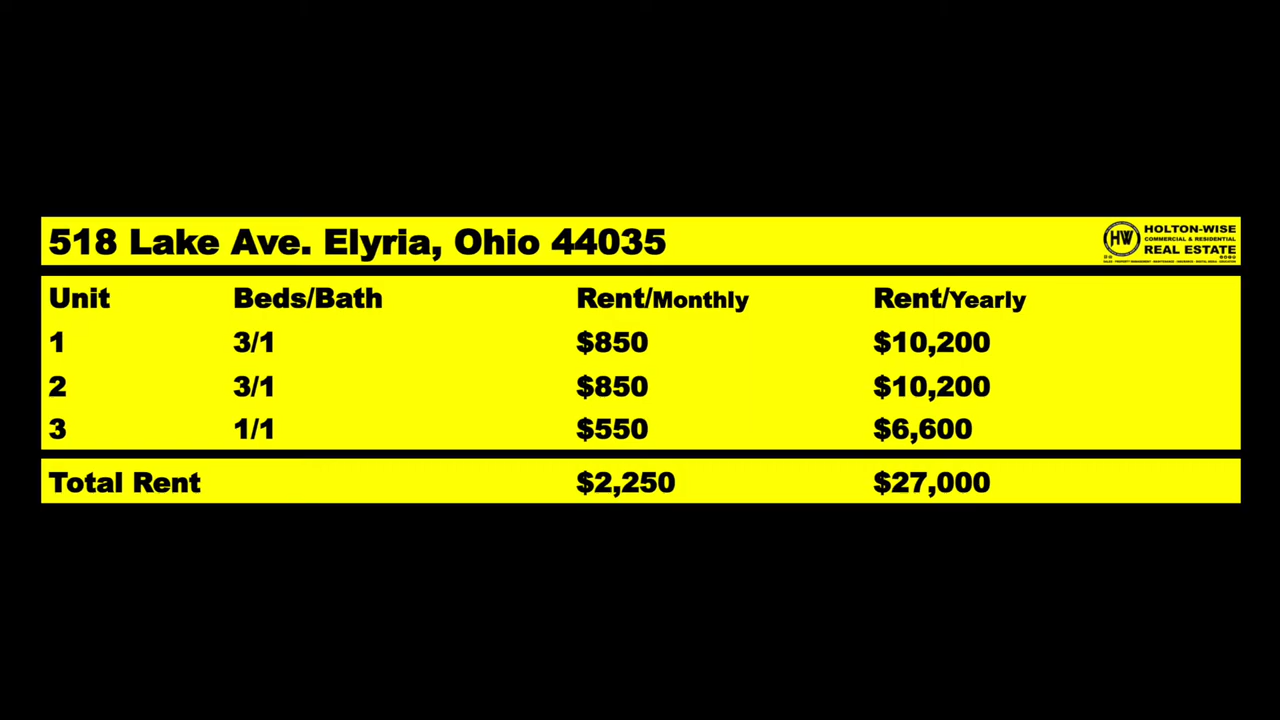 518 Lake Ave. Elyria, Ohio 44035
HW
HOLTON-WISE
COMMERCIAL & RESIDENTIAL
REAL ESTATE
Unit Beds/Bath Rent/Monthly Rent/Yearly
1 3/1 $850 $10,200
2 3/1 $850 $10,200
3 1/1 $550 $6,600
Total Rent $2,250 $27,000